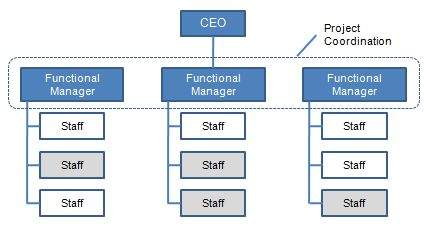 CEO
Project
Coordination
Functional
Manager
Functional
Manager
Functional
Manager
Staff
Staff
Staff
Staff
Staff
Staff
Staff
Staff
Staff